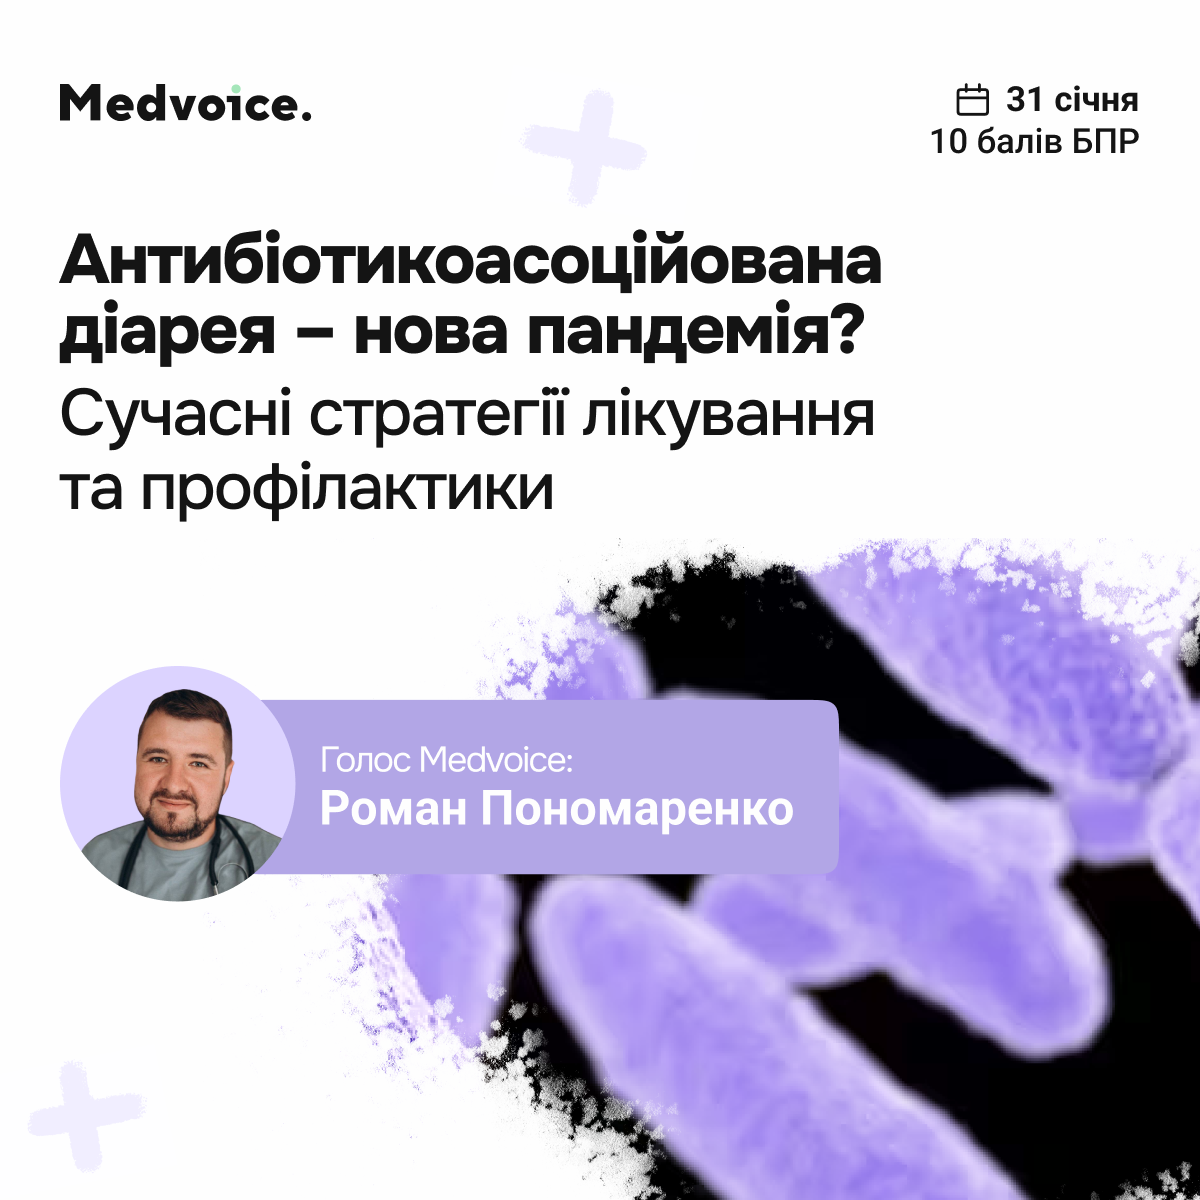 Medvoice.
31 січня
10 балів БПР
Антибіотикоасоційована
діарея – нова пандемія?
Сучасні стратегії лікування
та профілактики
Голос Medvoice:
Роман Пономаренко